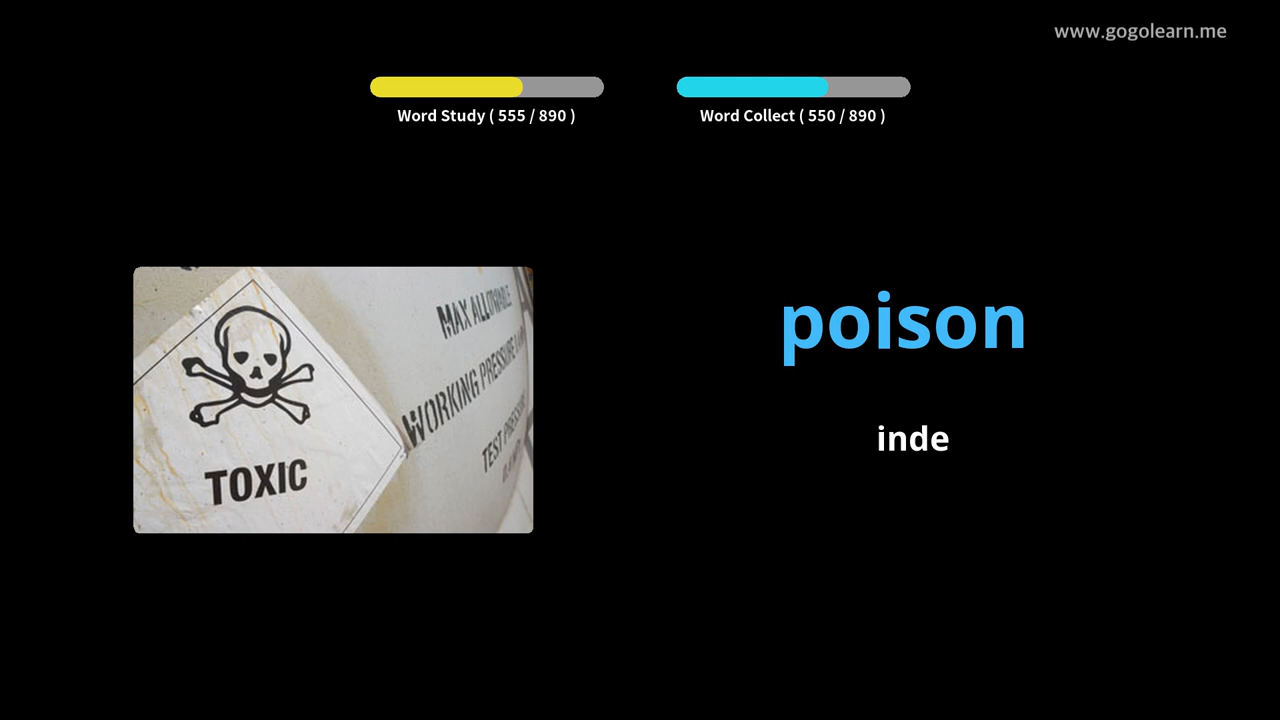 www.gogolearn.me
Word Study ( 555 / 890 )
Word Collect ( 550 / 890 )
poison
inde
MAX ALLOWABLE
WORKING PRESSURE
TEST PRESSURE
TOXIC